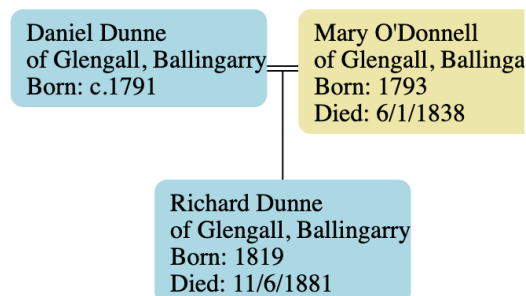 Daniel Dunne
of Glengall, Ballingarry
Born: c.1791
Mary O'Donnell
of Glengall, Ballinga
Born: 1793
Died: 6/1/1838
Richard Dunne
of Glengall, Ballingarry
Born: 1819
Died: 11/6/1881